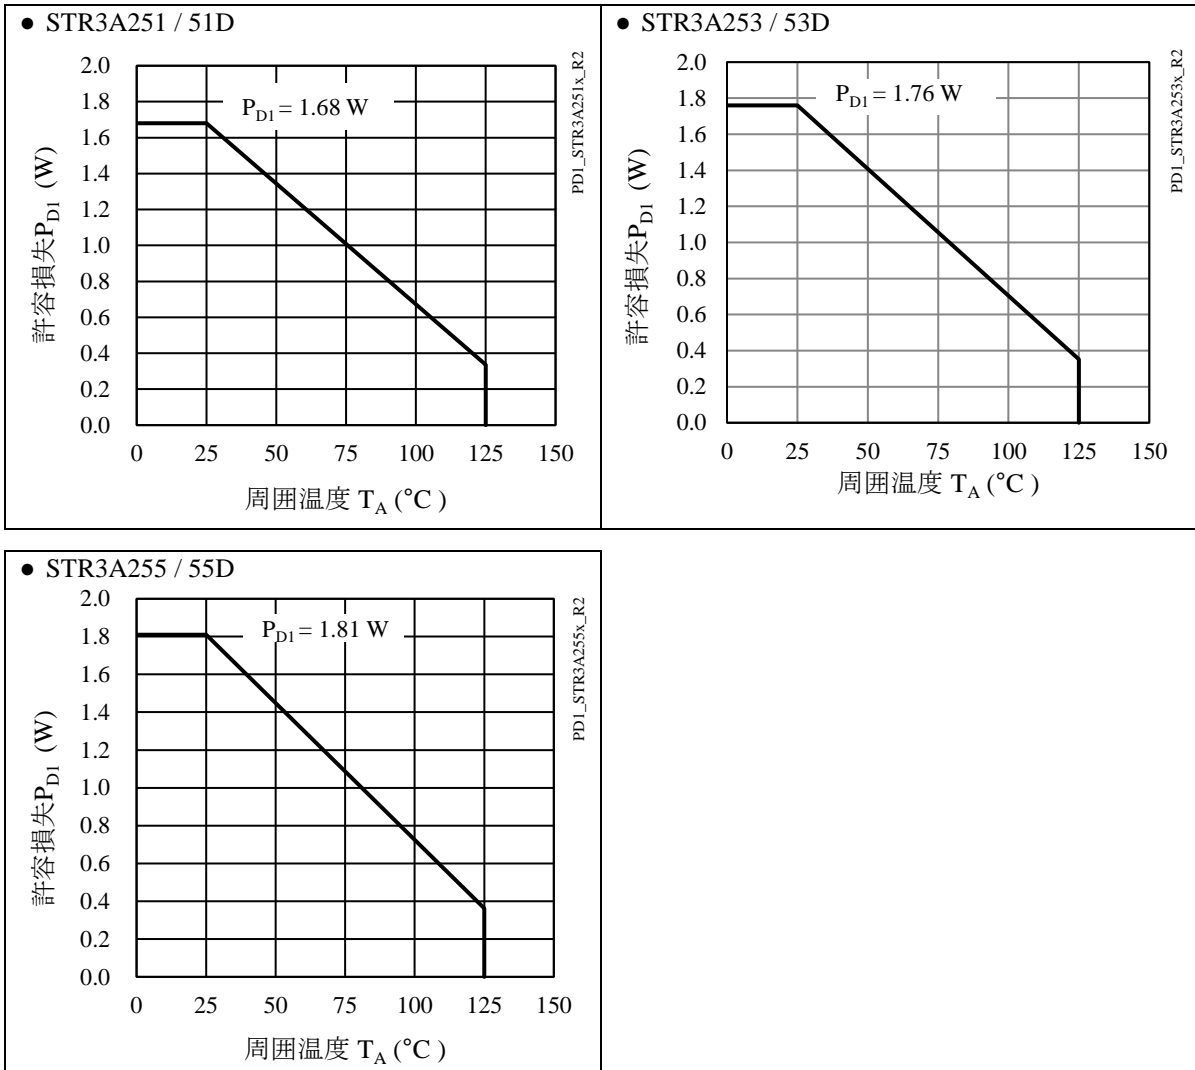 ● STR3A251 / 51D
PD1_STR3A251x_R2
P_D1 = 1.68 W
許容損失P_D1 (W)
2.0
1.8
1.6
1.4
1.2
1.0
0.8
0.6
0.4
0.2
0.0
0 25 50 75 100 125 150
周囲温度 T_A (°C )
● STR3A253 / 53D
PD1_STR3A253x_R2
P_D1 = 1.76 W
許容損失P_D1 (W)
2.0
1.8
1.6
1.4
1.2
1.0
0.8
0.6
0.4
0.2
0.0
0 25 50 75 100 125 150
周囲温度 T_A (°C )
● STR3A255 / 55D
PD1_STR3A255x_R2
P_D1 = 1.81 W
許容損失P_D1 (W)
2.0
1.8
1.6
1.4
1.2
1.0
0.8
0.6
0.4
0.2
0.0
0 25 50 75 100 125 150
周囲温度 T_A (°C )